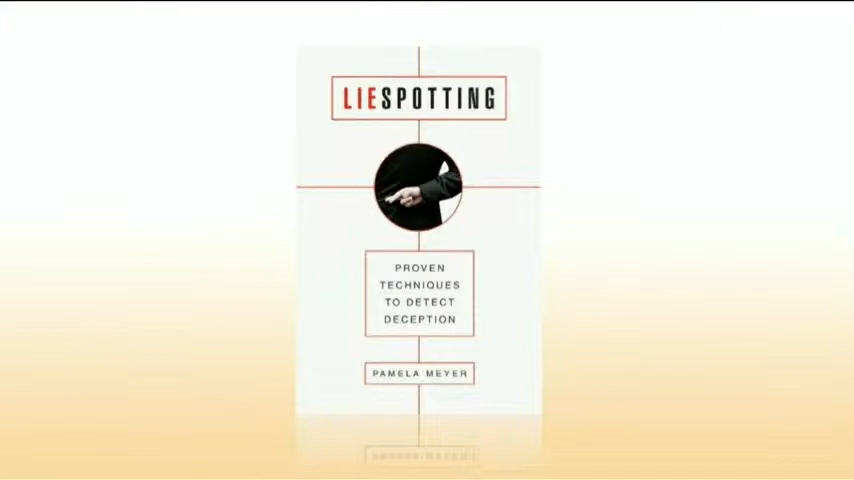 LIESPOTTING
PROVEN
TECHNIQUES
TO DETECT
DECEPTION
PAMELA MEYER